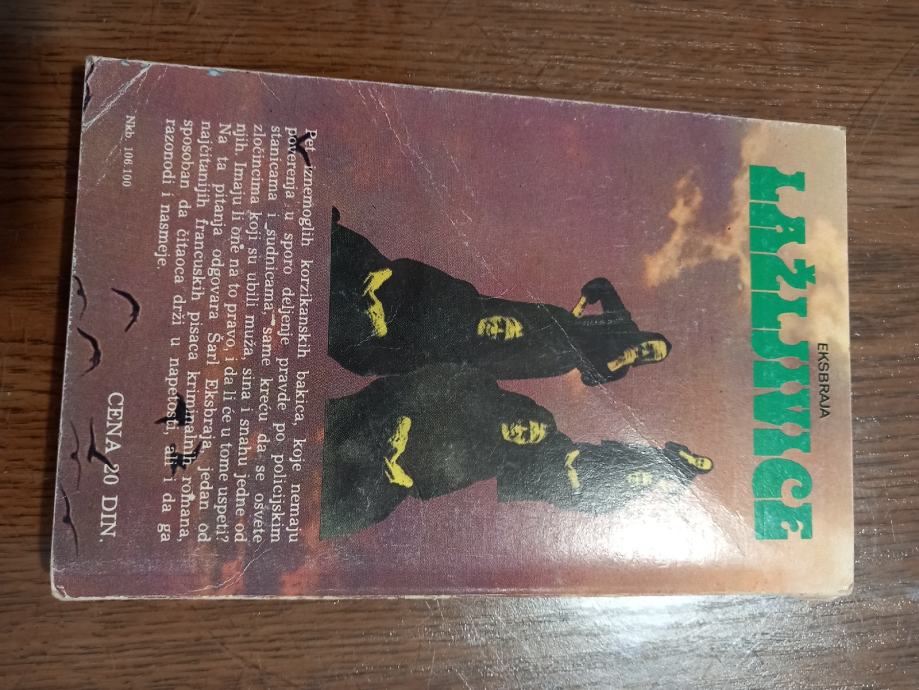 EKSBRAJA
LAŽLJIVICE
Pet iznemoglih korzikanskih bakica, koje nemaju
poverenja u sporo deljenje pravde po policijskim
stanicama i sudnicama, same kreću da se osvete
zločincima koji su ubili muža, sina i snahu jedne od
njih. Imaju li one na to pravo, i da li će u tome uspeti?
Na ta pitanja odgovara Šarl Eksbraja, jedan od
najčitanijih francuskih pisaca kriminalnih romana,
sposoban da čitaoca drži u napetosti, ali i da ga
razonodi i nasmeje.
Nkb. 106.100
CENA 20 DIN.